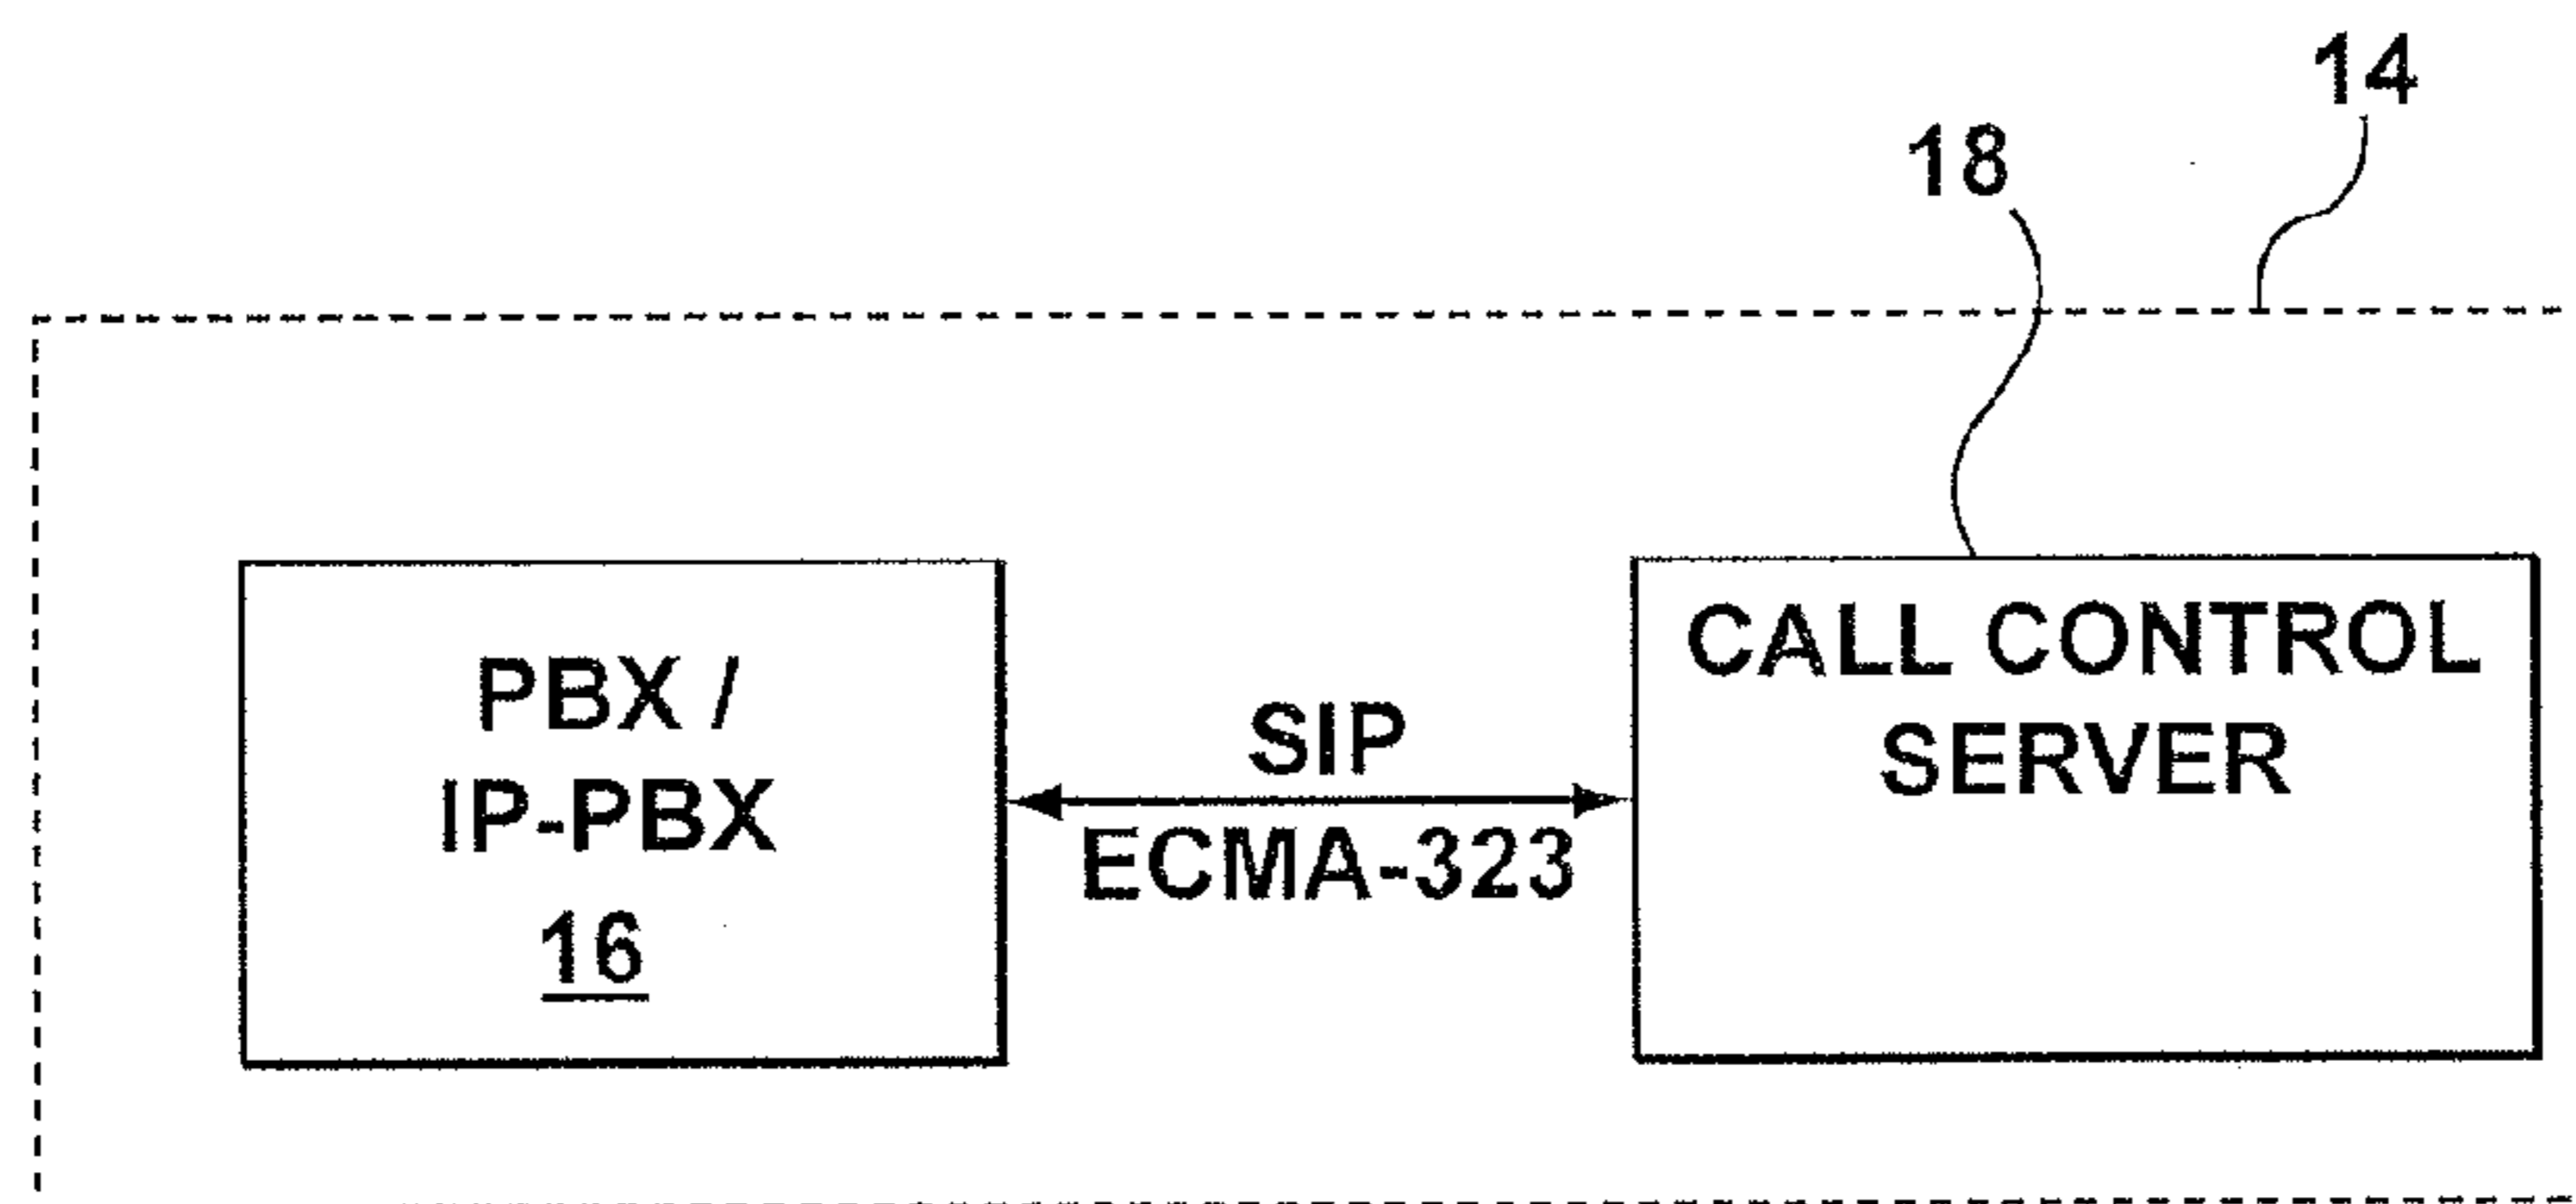 14
18
PBX /
IP-PBX
16
SIP
ECMA-323
CALL CONTROL
SERVER